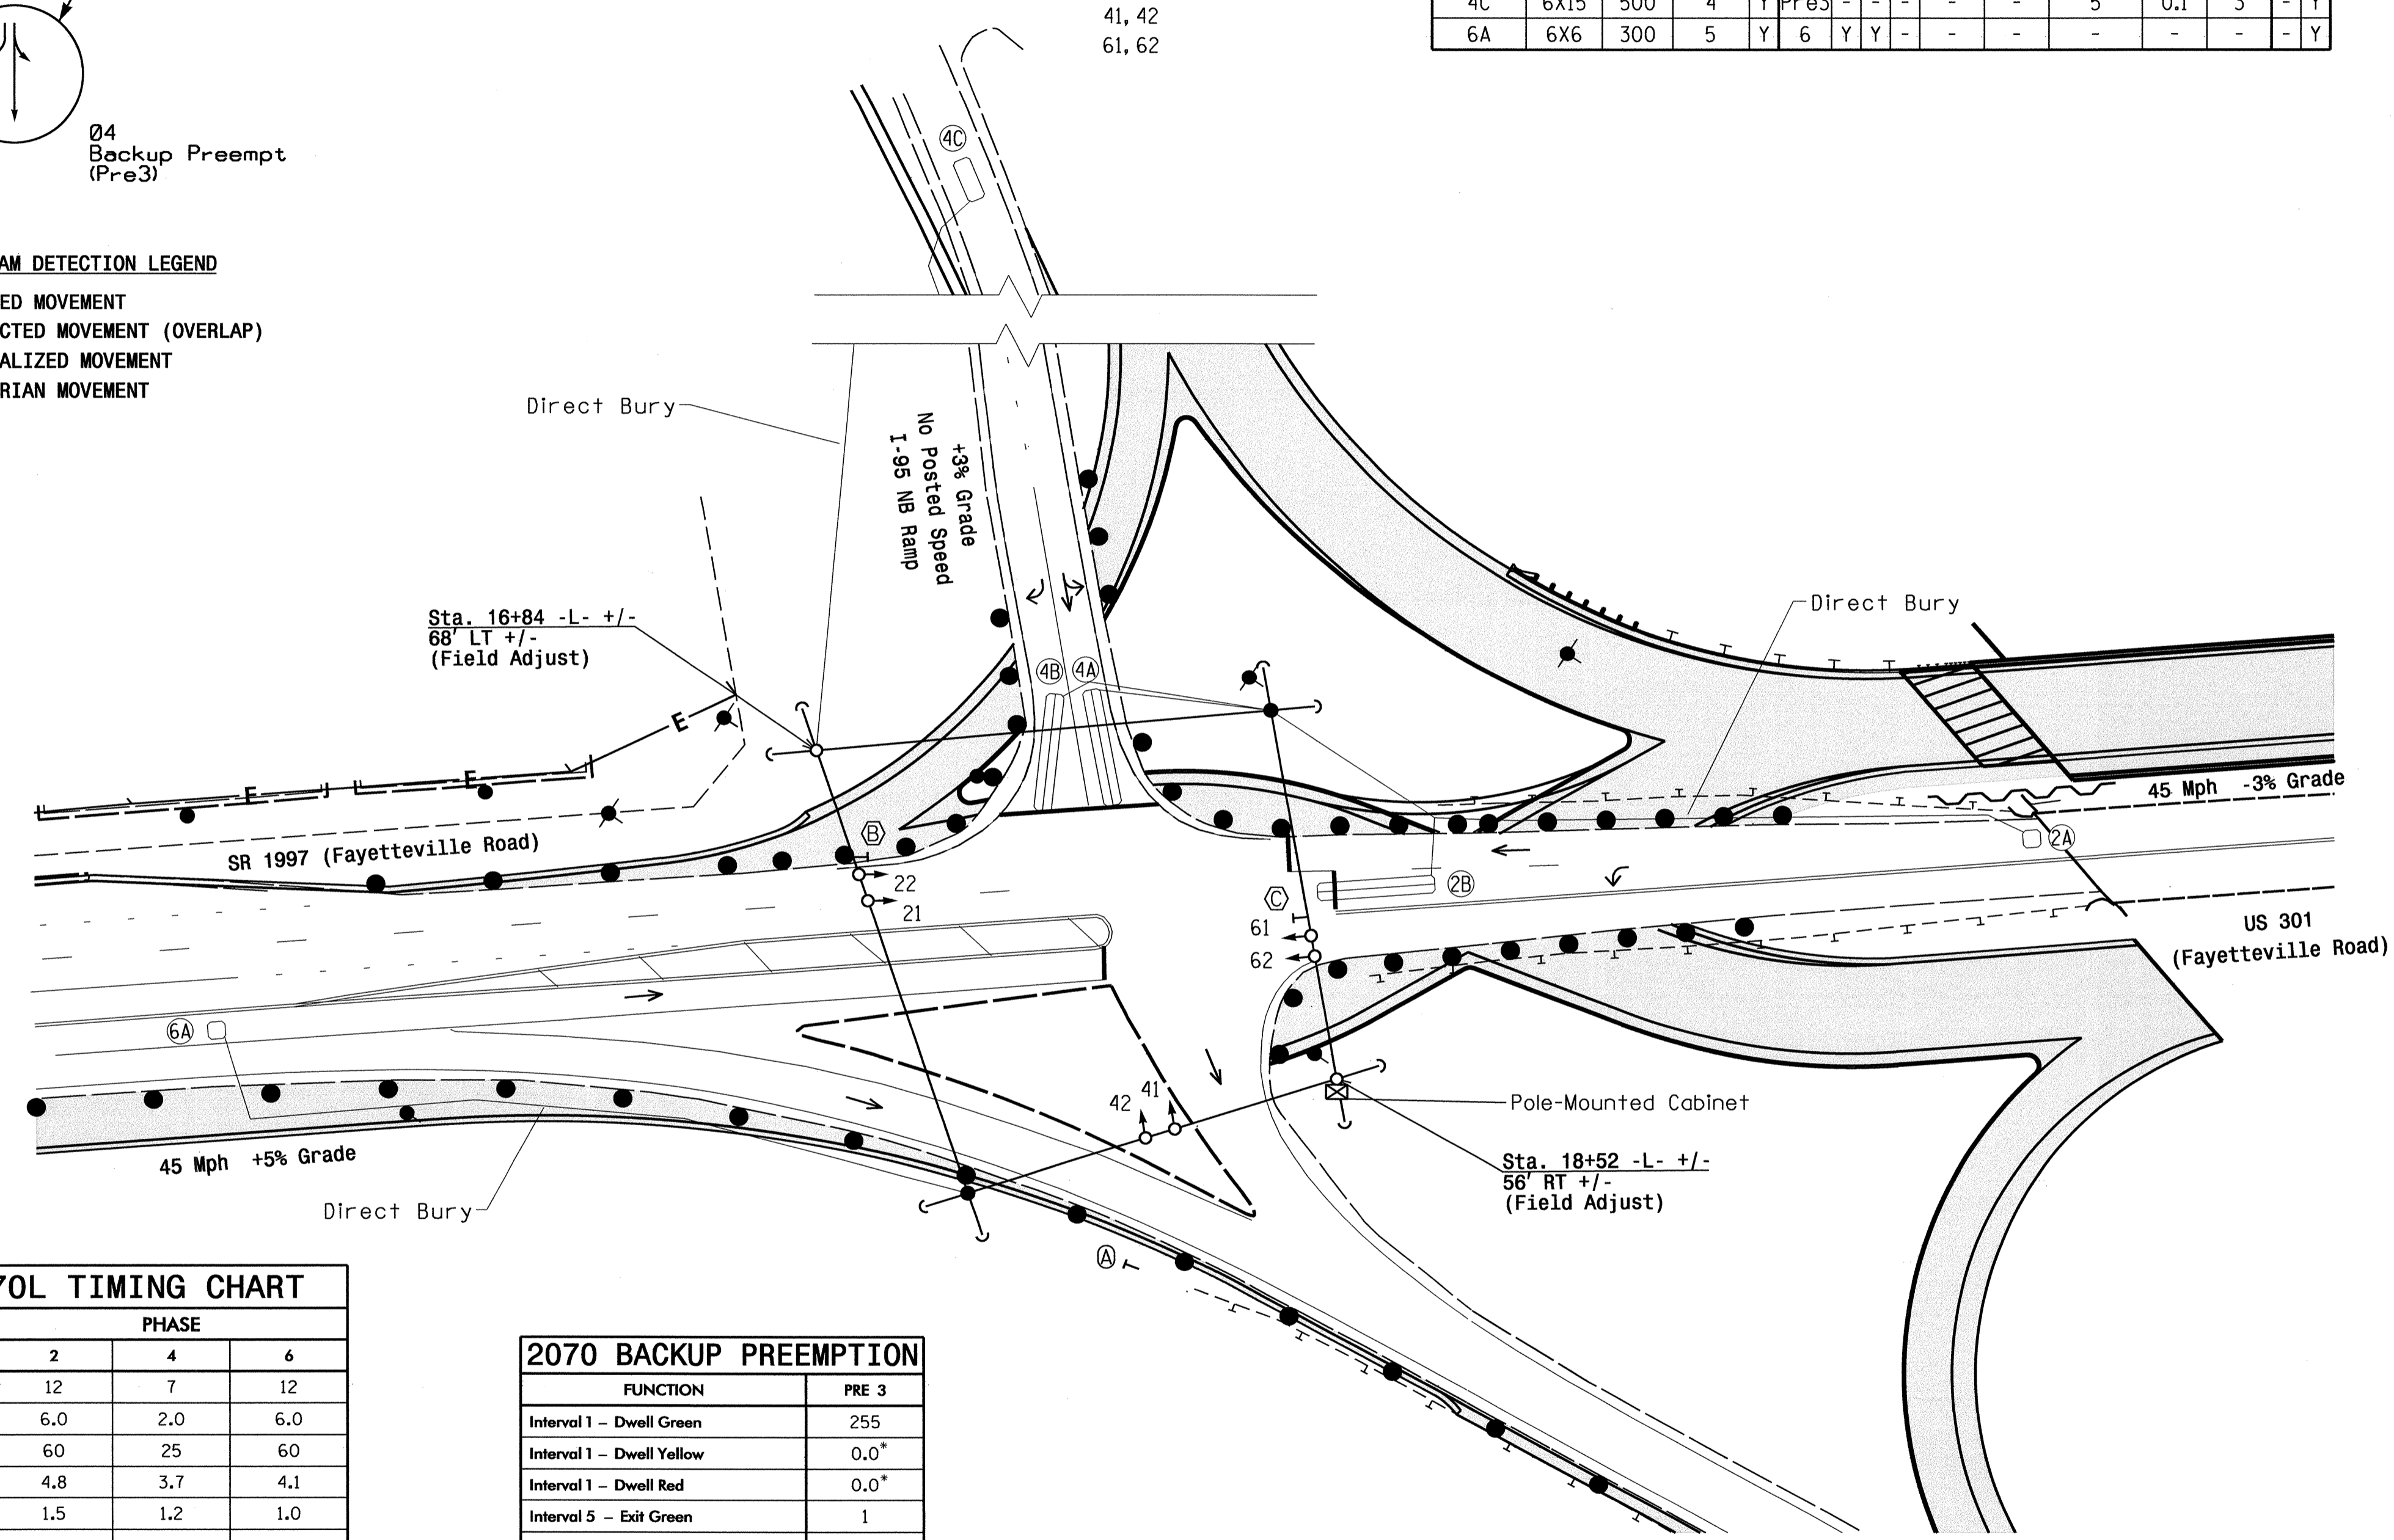 41, 42
61, 62
4C 6X15 500 4 Y Pre3 - - - - - 5 0.1 3 - Y
6A 6X6 300 5 Y 6 Y Y - - - - - - - Y
Ø4
Backup Preempt
(Pre3)
AM DETECTION LEGEND
ED MOVEMENT
CTED MOVEMENT (OVERLAP)
ALIZED MOVEMENT
RIAN MOVEMENT
4C
Direct Bury
+3% Grade
No Posted Speed
I-95 NB Ramp
Sta. 16+84 -L- +/-
68' LT +/-
(Field Adjust)
Direct Bury
4B 4A
E
E
E
SR 1997 (Fayetteville Road)
B
22
21
45 Mph -3% Grade
2A
2B
C
61
62
US 301
(Fayetteville Road)
6A
42 41
Pole-Mounted Cabinet
45 Mph +5% Grade
Direct Bury
Sta. 18+52 -L- +/-
56' RT +/-
(Field Adjust)
A
70L TIMING CHART
PHASE
2 4 6
12 7 12
6.0 2.0 6.0
60 25 60
4.8 3.7 4.1
1.5 1.2 1.0
2070 BACKUP PREEMPTION
FUNCTION PRE 3
Interval 1 – Dwell Green 255
Interval 1 – Dwell Yellow 0.0*
Interval 1 – Dwell Red 0.0*
Interval 5 – Exit Green 1